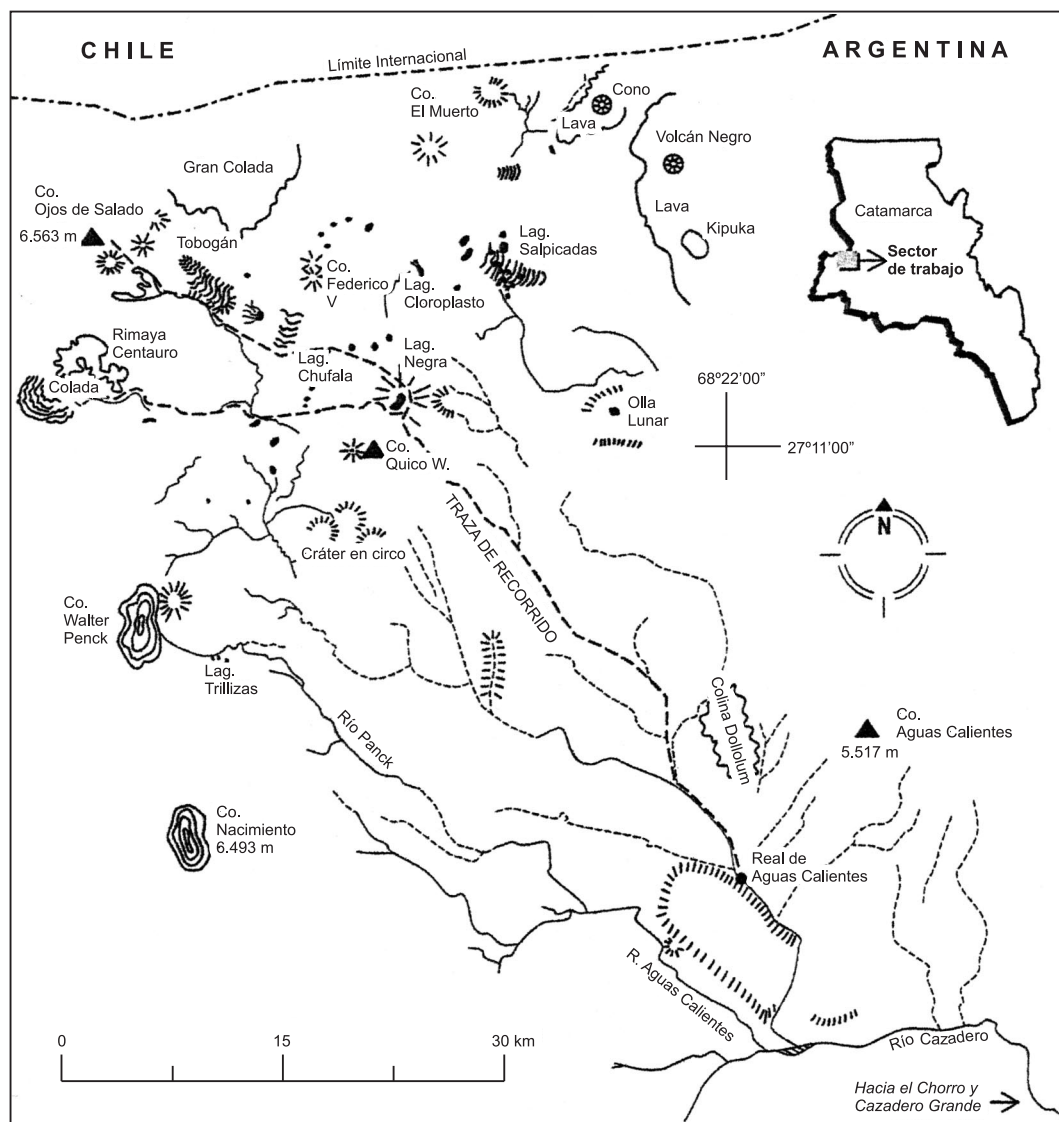 CHILE
ARGENTINA
Límite Internacional
Co.
El Muerto
Cono
Lava
Volcán Negro
Lava
Kipuka
Gran Colada
Co.
Ojos de Salado
6.563 m
Tobogán
Co.
Federico
V
Lag.
Cloroplasto
Lag.
Salpicadas
Catamarca
Sector
de trabajo
Rimaya
Centauro
Colada
Lag.
Chufala
Lag.
Negra
Olla
Lunar
68º22'00"
27º11'00"
Co.
Quico W.
N
Cráter en circo
TRAZA DE RECORRIDO
Co.
Walter
Penck
Lag.
Trillizas
Río Panck
Colina Dollolum
Co.
Aguas Calientes
5.517 m
Co.
Nacimiento
6.493 m
Real de
Aguas Calientes
R. Aguas Calientes
Río Cazadero
0 15 30 km
Hacia el Chorro y
Cazadero Grande